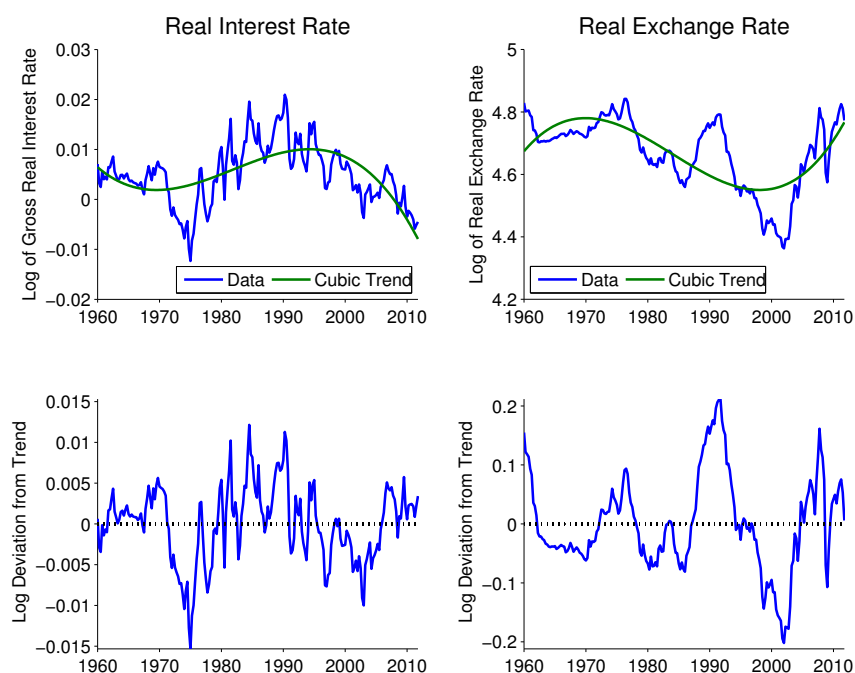 Real Interest Rate
Log of Gross Real Interest Rate
0.03
0.02
0.01
0
−0.01
−0.02
1960 1970 1980 1990 2000 2010
Data Cubic Trend
Real Exchange Rate
Log of Real Exchange Rate
5
4.8
4.6
4.4
4.2
1960 1970 1980 1990 2000 2010
Data Cubic Trend
Log Deviation from Trend
0.015
0.01
0.005
0
−0.005
−0.01
−0.015
1960 1970 1980 1990 2000 2010
Log Deviation from Trend
0.2
0.1
0
−0.1
−0.2
1960 1970 1980 1990 2000 2010